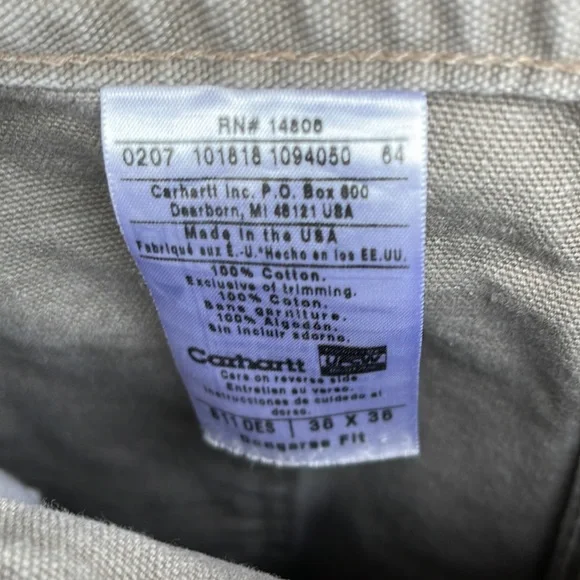 RN# 14806
0207 101818 1094050 64
Carhartt Inc. P.O. Box 600
Dearborn, MI 48121 USA
Made in the USA
Fabriqué aux É.-U.•Hecho en los EE.UU.
100% Cotton.
Exclusive of trimming.
100% Coton.
Sans garniture.
100% Algodón.
Sin incluir adorno.
Carhartt
Care on reverse side
Entretien au verso.
Instrucciones de cuidado al
dorso.
B11 DES | 36 X 36
Dungaree Fit